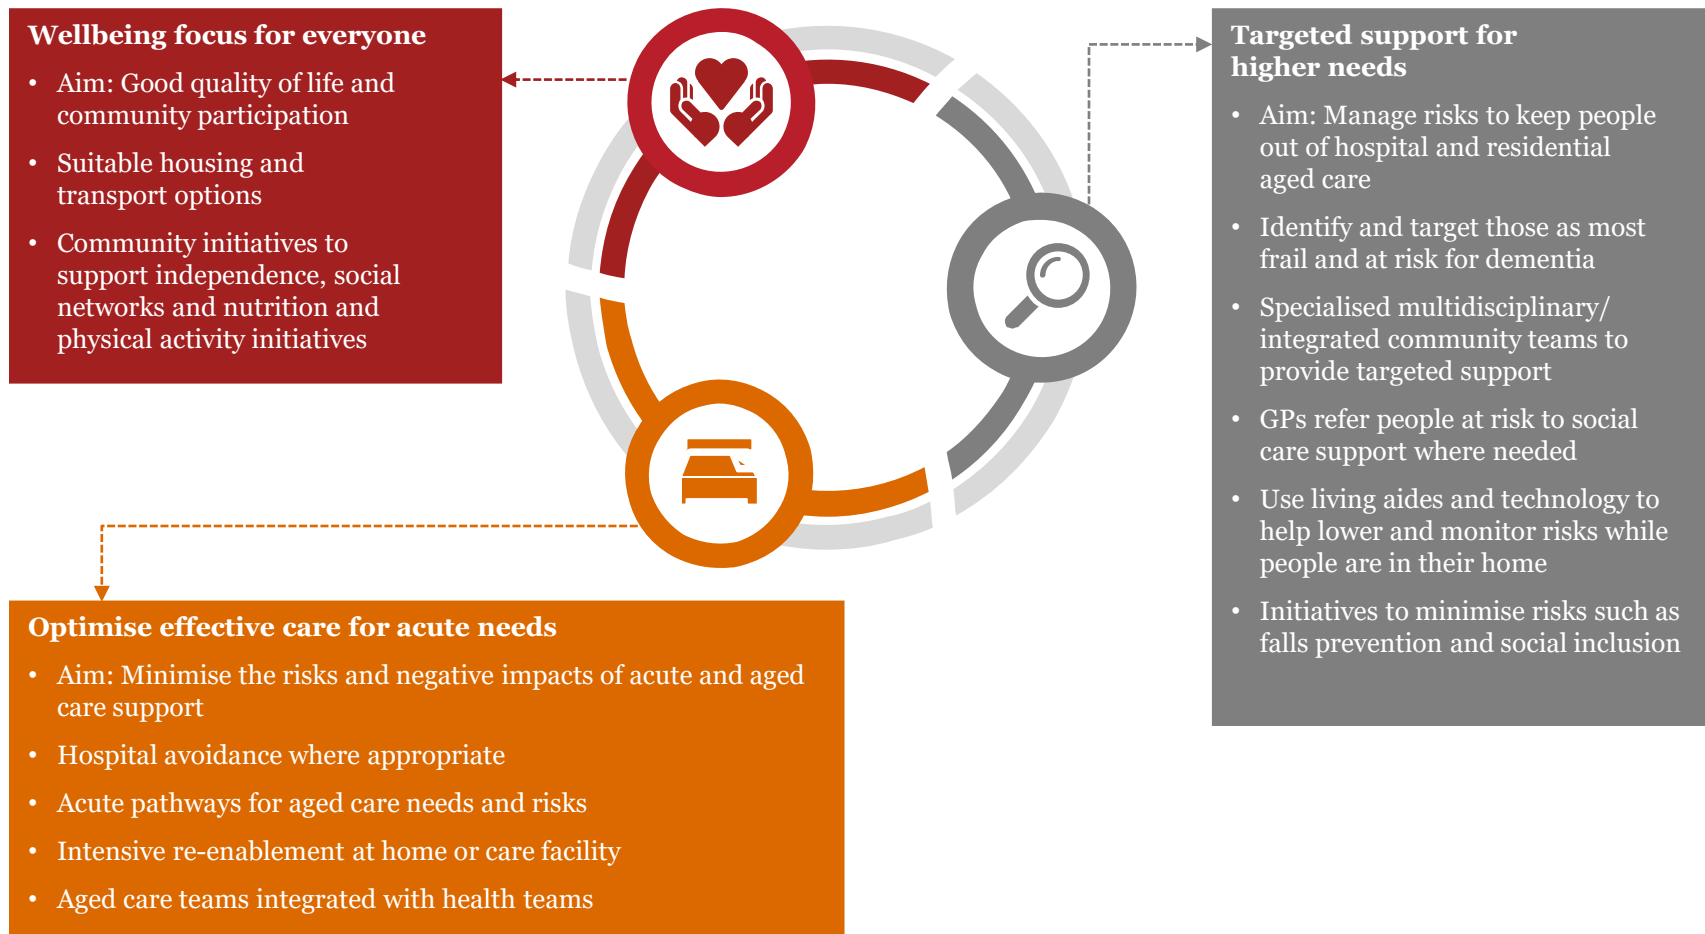 Wellbeing focus for everyone
• Aim: Good quality of life and
community participation
• Suitable housing and
transport options
• Community initiatives to
support independence, social
networks and nutrition and
physical activity initiatives
Targeted support for
higher needs
• Aim: Manage risks to keep people
out of hospital and residential
aged care
• Identify and target those as most
frail and at risk for dementia
• Specialised multidisciplinary/
integrated community teams to
provide targeted support
• GPs refer people at risk to social
care support where needed
• Use living aides and technology to
help lower and monitor risks while
people are in their home
• Initiatives to minimise risks such as
falls prevention and social inclusion
Optimise effective care for acute needs
• Aim: Minimise the risks and negative impacts of acute and aged
care support
• Hospital avoidance where appropriate
• Acute pathways for aged care needs and risks
• Intensive re-enablement at home or care facility
• Aged care teams integrated with health teams